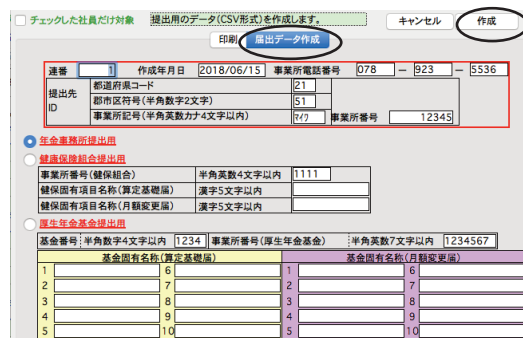 チェックした社員だけ対象 提出用のデータ(CSV形式)を作成します。 キャンセル 作成
印刷 届出データ作成
連番 1 作成年月日 2018/06/15 事業所電話番号 078 － 923 － 5536
提出先ID 都道府県コード 21
郡市区符号(半角数字2文字) 51
事業所記号(半角英数カナ4文字以内) ﾏｲﾜ 事業所番号 12345
年金事務所提出用
健康保険組合提出用
事業所番号(健保組合) 半角英数4文字以内 1111
健保固有項目名称(算定基礎届) 漢字5文字以内
健保固有項目名称(月額変更届) 漢字5文字以内
厚生年金基金提出用
基金番号 半角数字4文字以内 1234 事業所番号(厚生年金基金) 半角英数7文字以内 1234567
基金固有名称(算定基礎届) 基金固有名称(月額変更届)
1 6 1 6
2 7 2 7
3 8 3 8
4 9 4 9
5 10 5 10